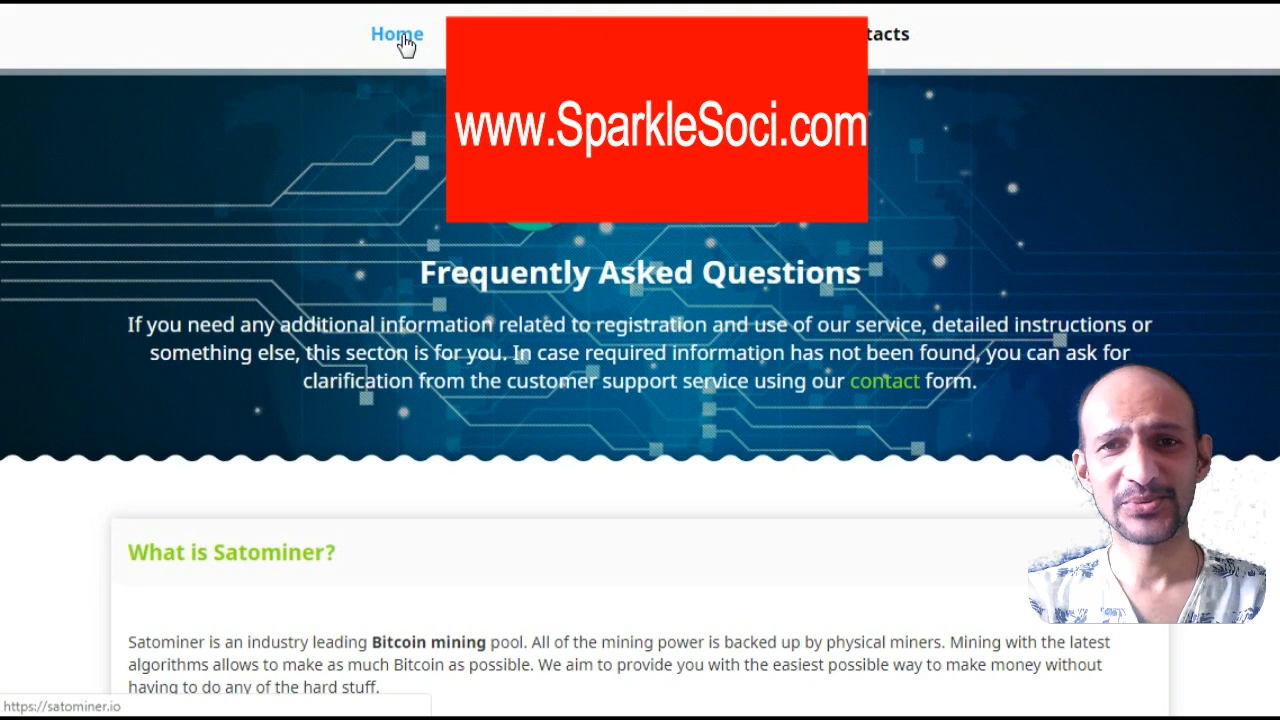 Home
tacts
www.SparkleSoci.com
Frequently Asked Questions
If you need any additional information related to registration and use of our service, detailed instructions or
something else, this secton is for you. In case required information has not been found, you can ask for
clarification from the customer support service using our contact form.
What is Satominer?
Satominer is an industry leading Bitcoin mining pool. All of the mining power is backed up by physical miners. Mining with the latest
algorithms allows to make as much Bitcoin as possible. We aim to provide you with the easiest possible way to make money without
having to do any of the hard stuff.
https://satominer.io